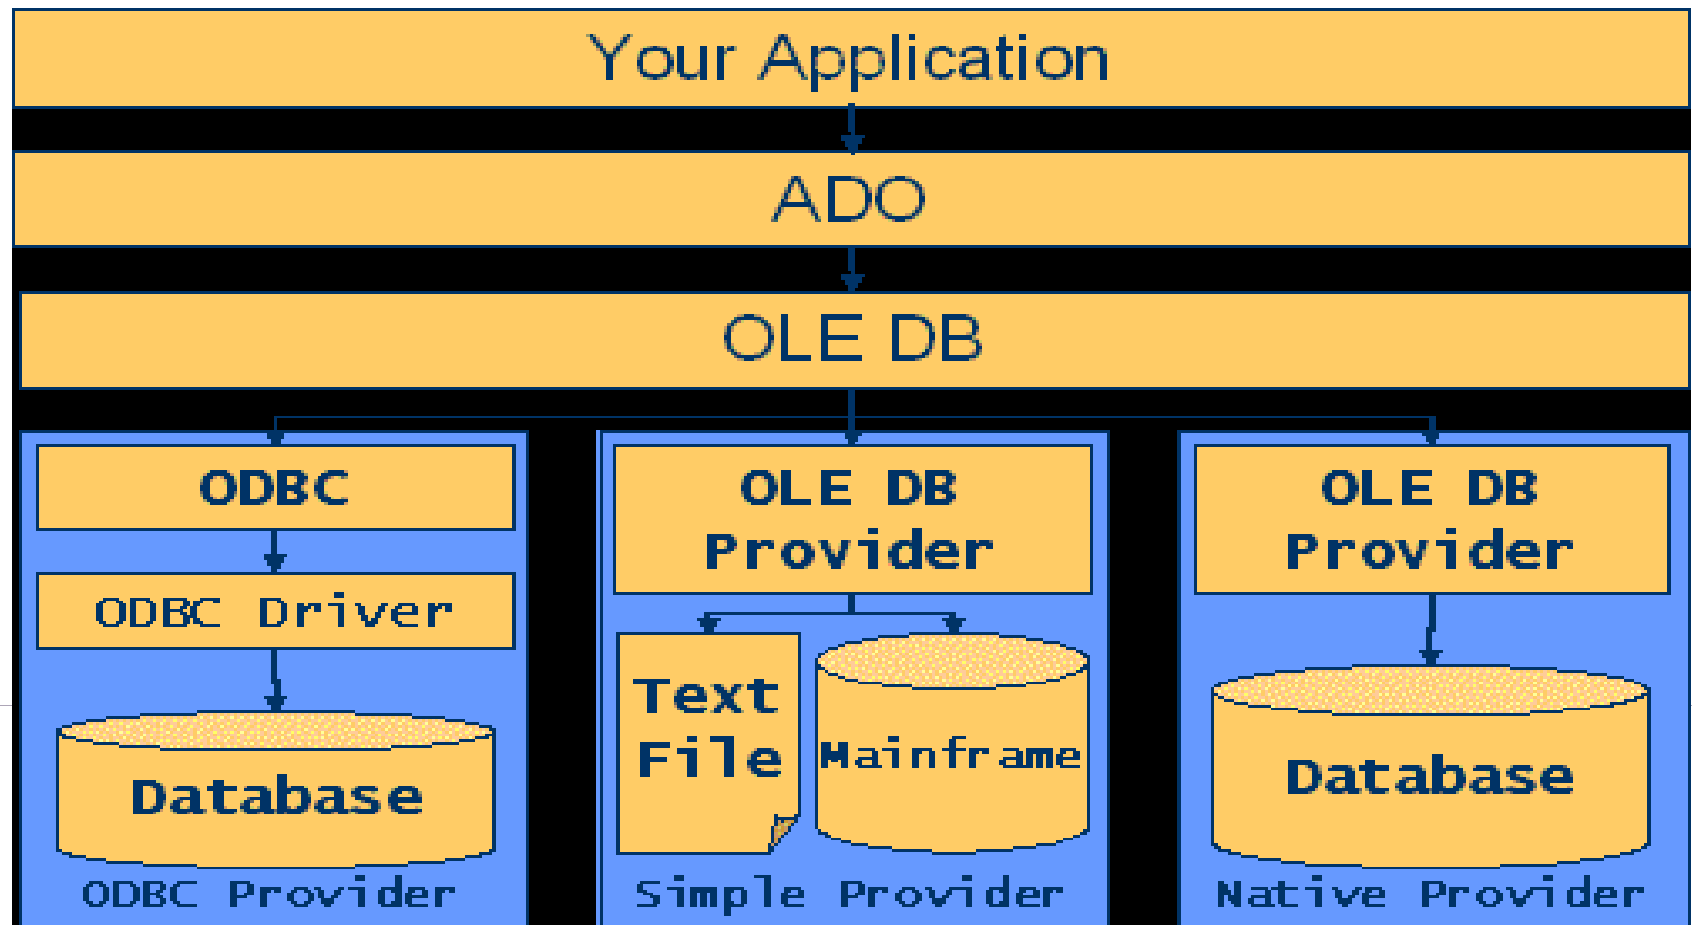 Your Application
ADO
OLE DB
ODBC
ODBC Driver
Database
ODBC Provider
OLE DB
Provider
Text
File
Mainframe
Simple Provider
OLE DB
Provider
Database
Native Provider